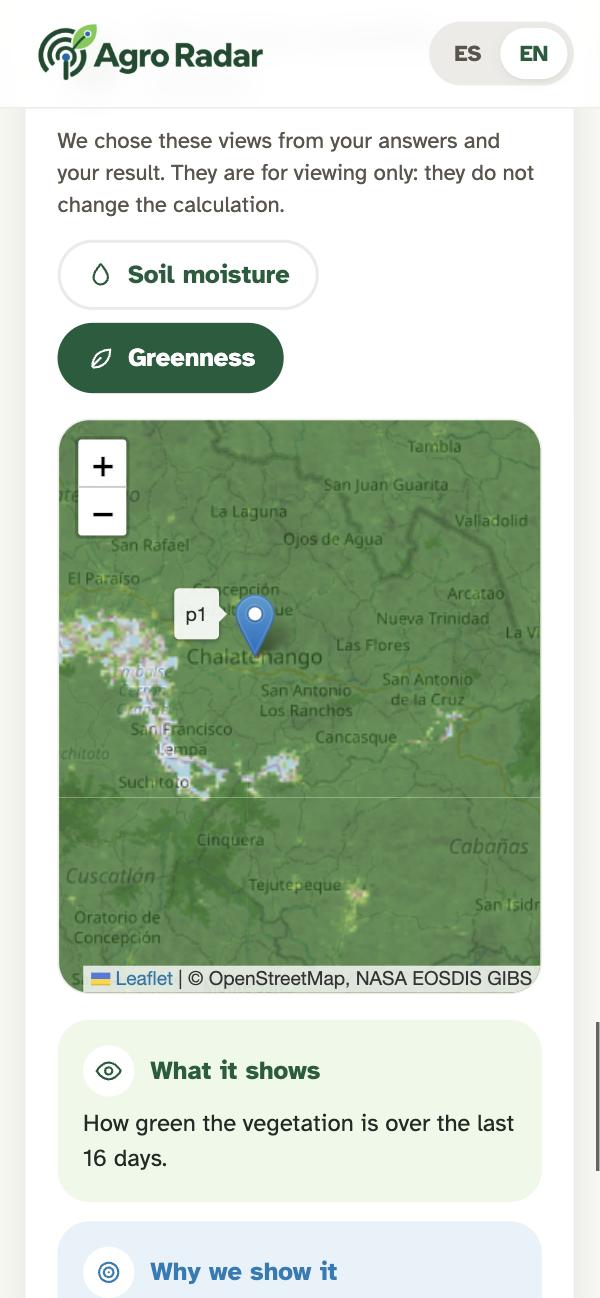 Agro Radar
ES EN
We chose these views from your answers and
your result. They are for viewing only: they do not
change the calculation.
Soil moisture
Greenness
+
−
Tambla
San Juan Guarita
La Laguna
Valladolid
Ojos de Agua
San Rafael
El Paraíso
Concepción
Arcatao
p1
Nueva Trinidad
La Vi
Las Flores
Chalatenango
San Antonio
de la Cruz
San Antonio
Los Ranchos
San Francisco
Lempa
Cancasque
chitoto
Suchitoto
Cinquera
Cabañas
Cuscatlán
Tejutepeque
San Isidr
Oratorio de
Concepción
Leaflet | © OpenStreetMap, NASA EOSDIS GIBS
What it shows
How green the vegetation is over the last
16 days.
Why we show it